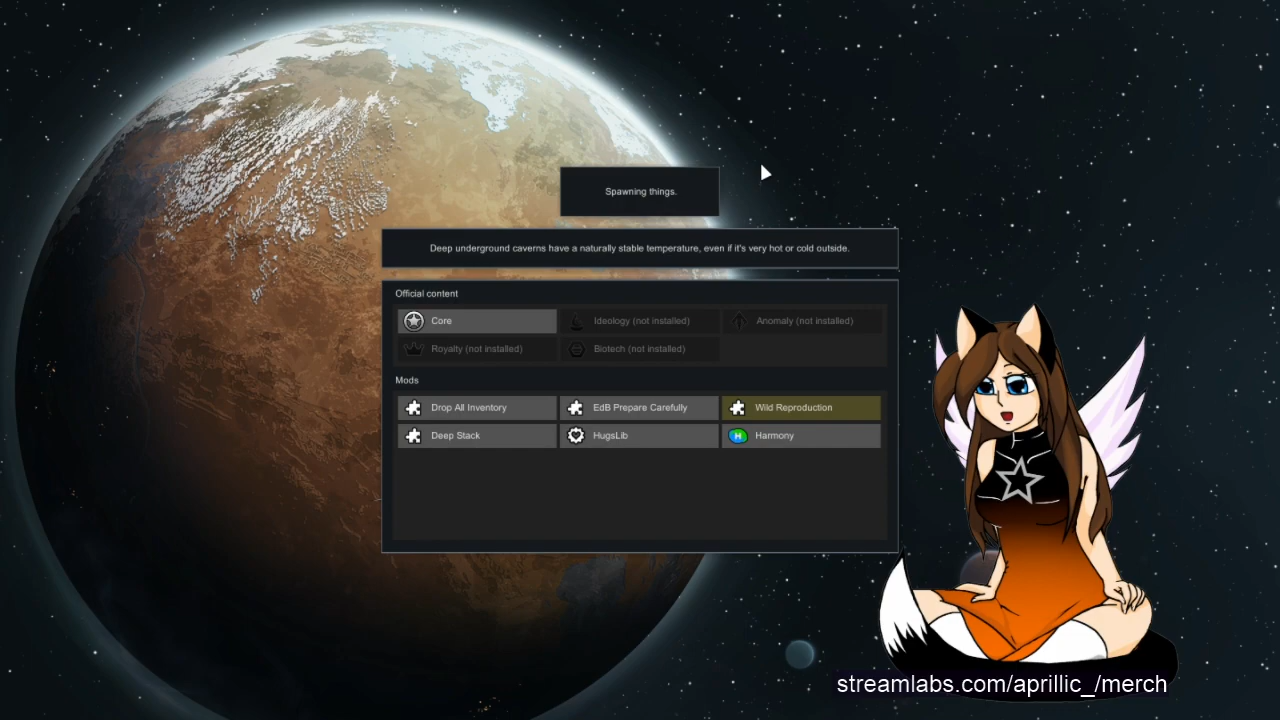 Spawning things.
Deep underground caverns have a naturally stable temperature, even if it's very hot or cold outside.
Official content
Core
Ideology (not installed)
Anomaly (not installed)
Royalty (not installed)
Biotech (not installed)
Mods
Drop All Inventory
EdB Prepare Carefully
Wild Reproduction
Deep Stack
HugsLib
H Harmony
streamlabs.com/aprillic_/merch